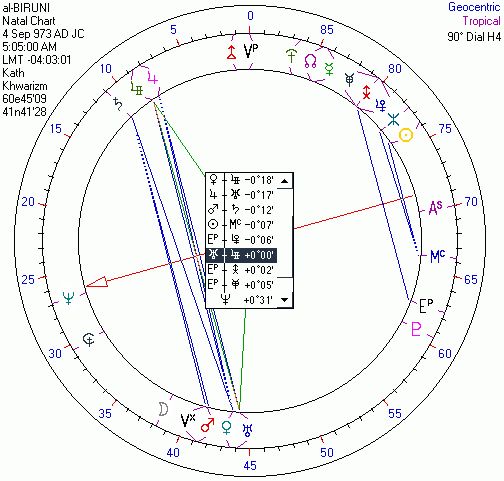 al-BIRUNI
Natal Chart
4 Sep 973 AD JC
5:05:00 AM
LMT -04:03:01
Kath
Khwarizm
60e45'09
41n41'28
Geocentric
Tropical
90° Dial H4
0
85
80
75
70
65
60
55
50
45
40
35
30
25
20
15
10
5
VP
As
Mc
EP
Vx
-0°18'
-0°17'
-0°12'
Mc -0°07'
EP -0°06'
+0°00'
EP +0°02'
EP +0°05'
+0°31'